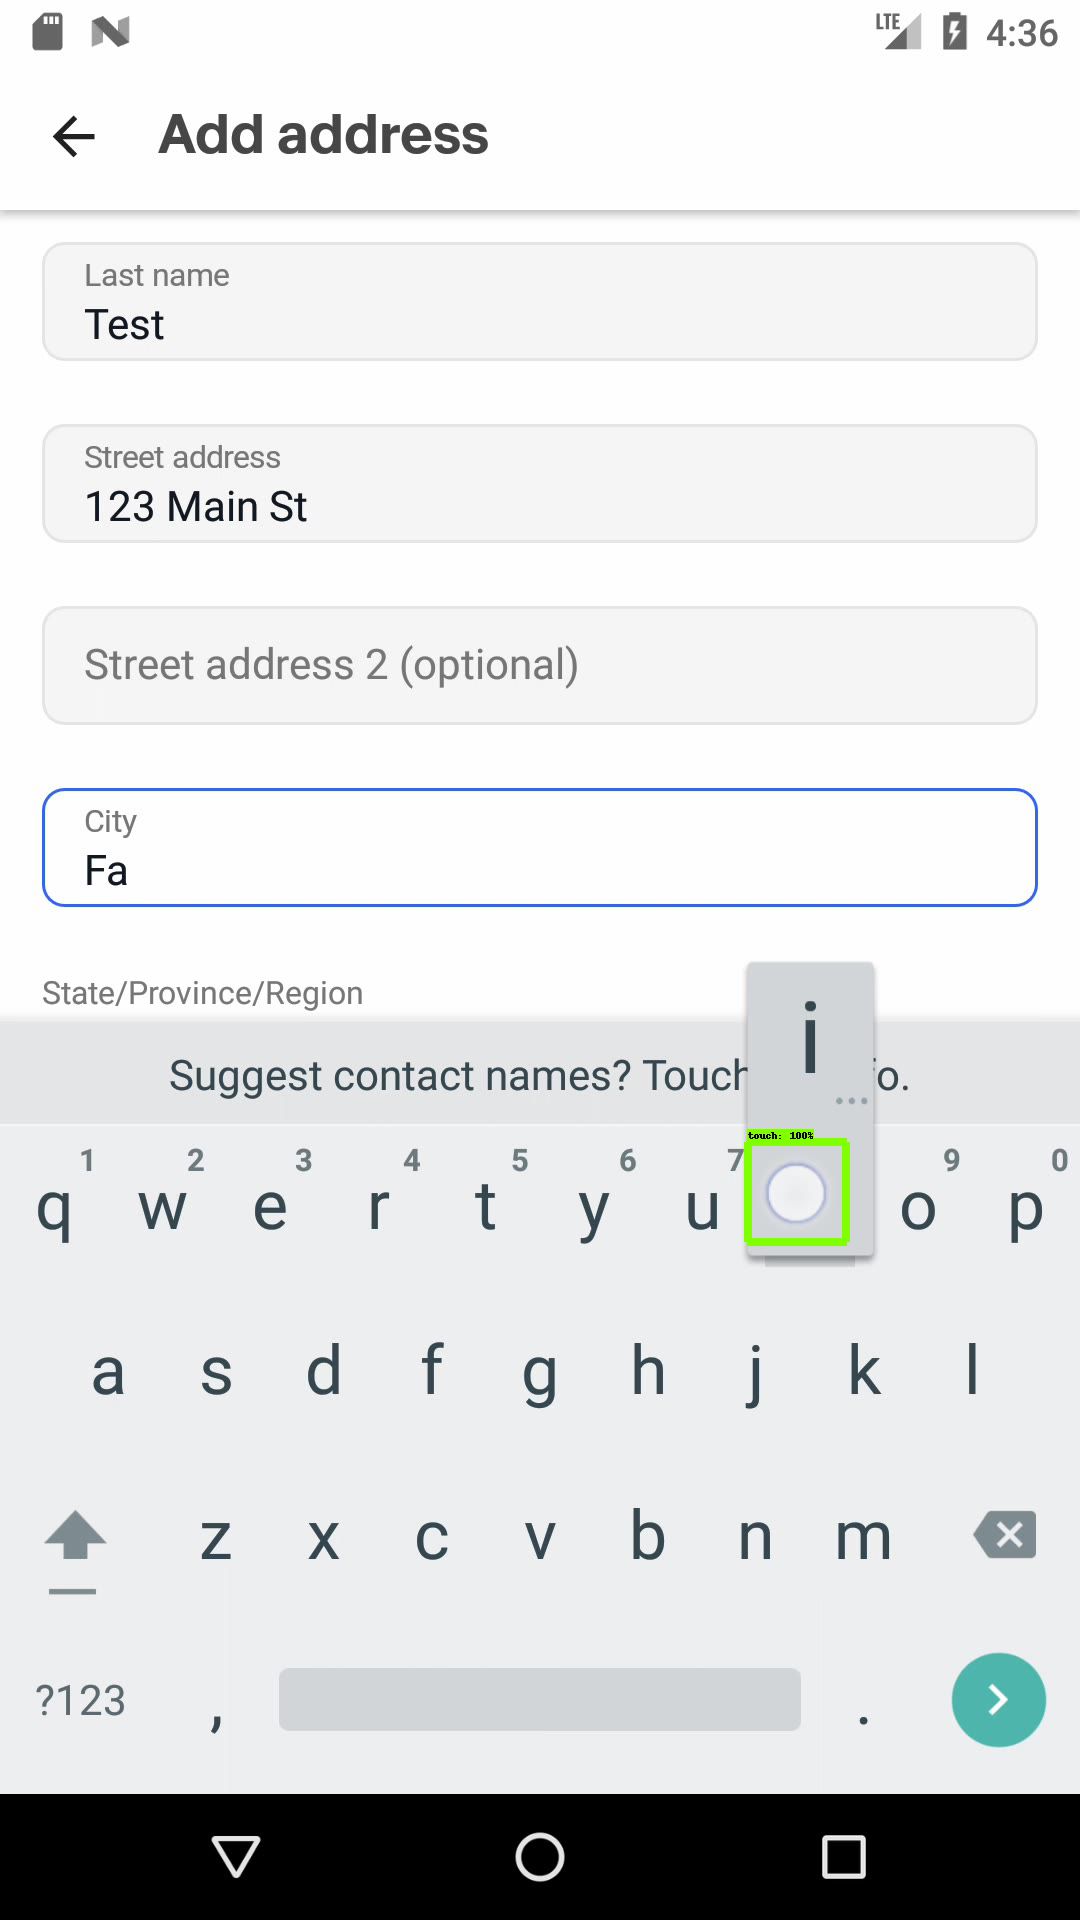 LTE 4:36
Add address
Last name
Test
Street address
123 Main St
Street address 2 (optional)
City
Fa
State/Province/Region
i
Suggest contact names? Touch fo.
...
touch: 100%
1 2 3 4 5 6 7 9 0
q w e r t y u o p
a s d f g h j k l
z x c v b n m
?123 , .